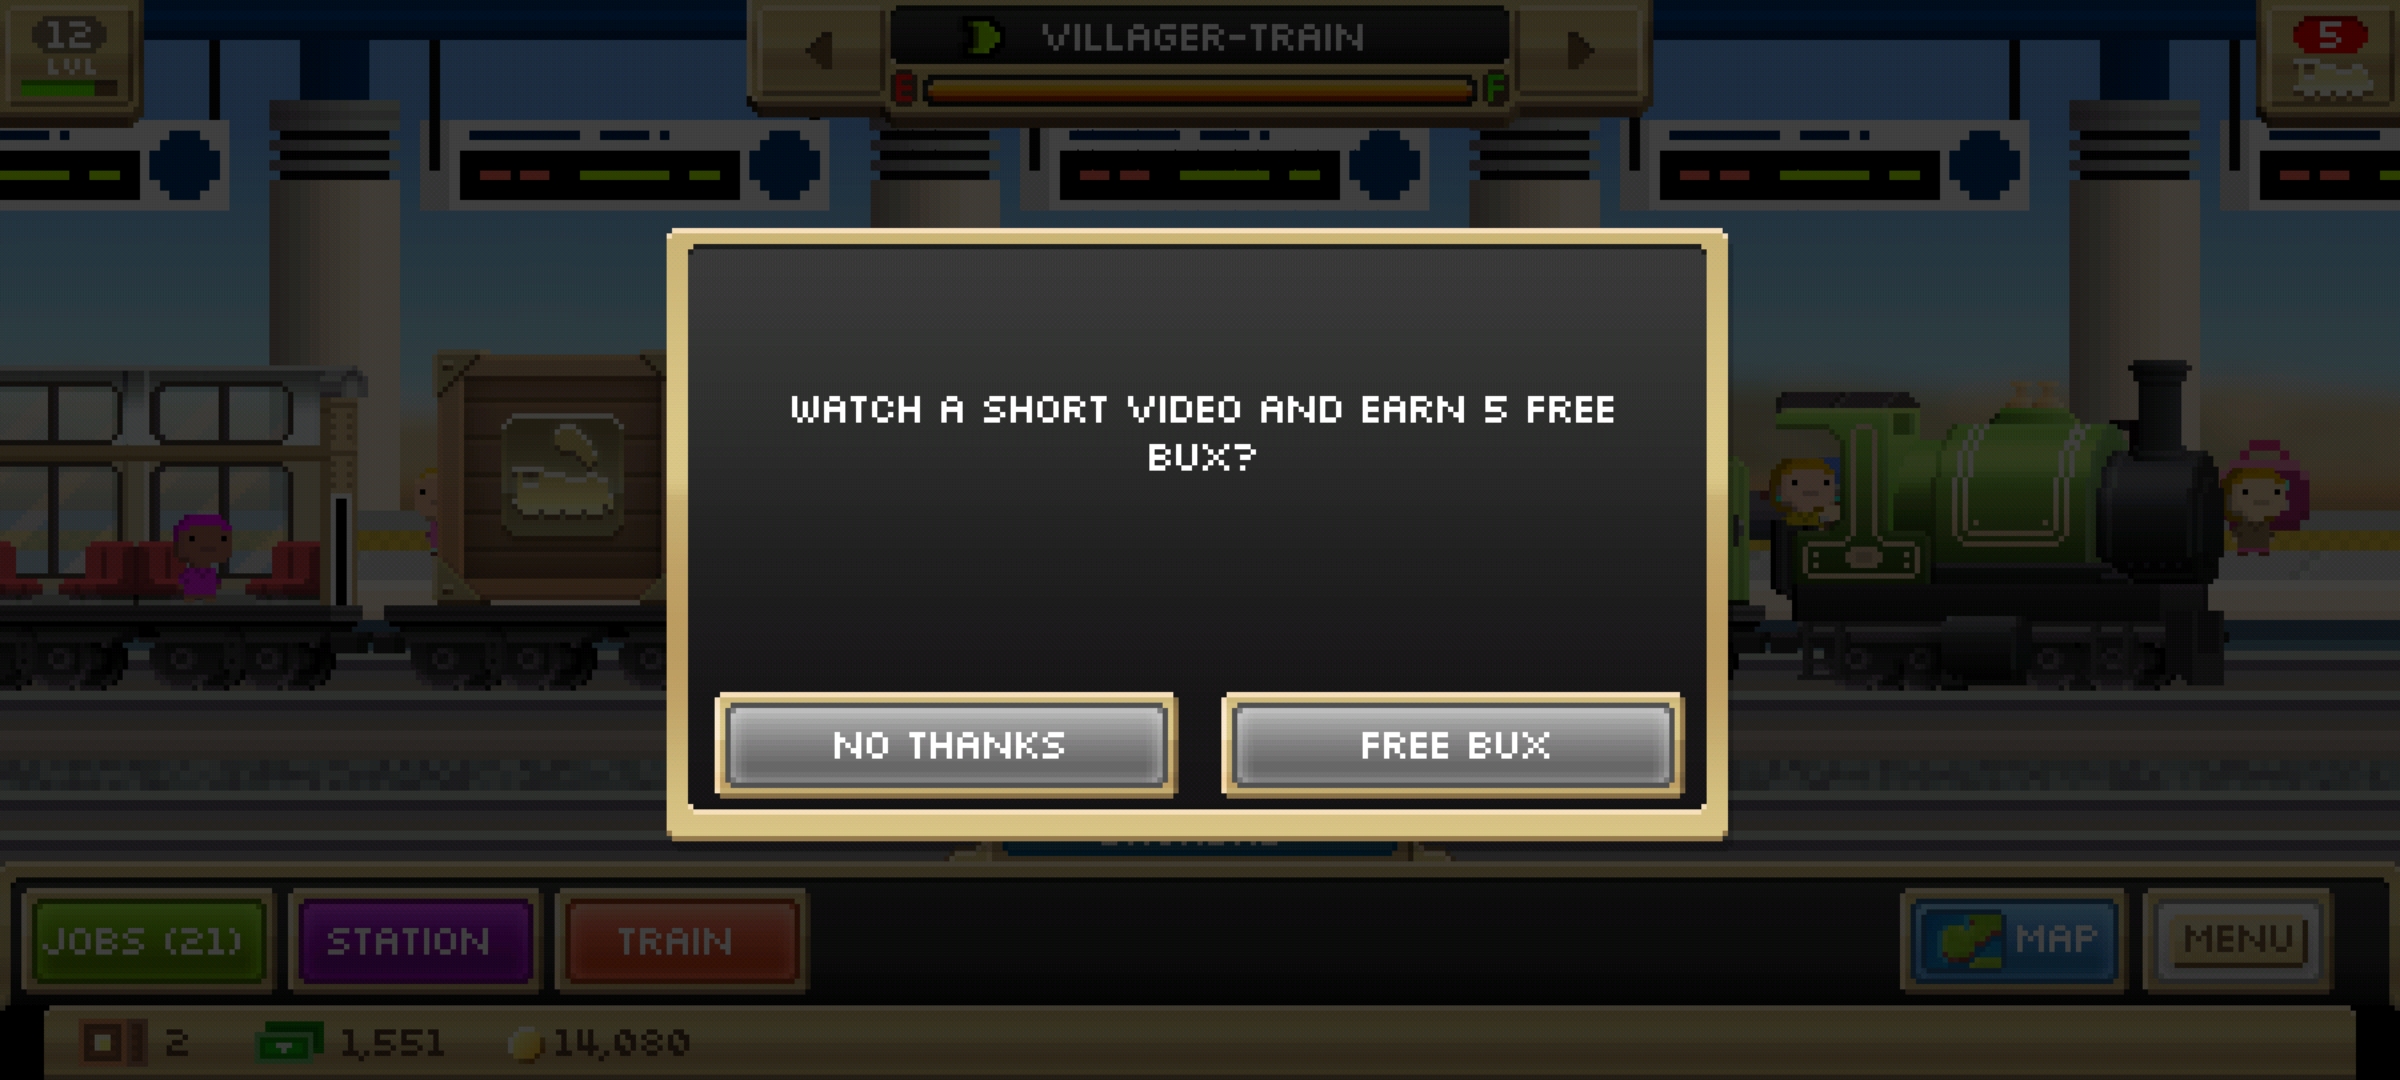 12
LVL
VILLAGER-TRAIN
E
F
5
WATCH A SHORT VIDEO AND EARN 5 FREE
BUX?
NO THANKS
FREE BUX
JOBS (21)
STATION
TRAIN
MAP
MENU
2
1,551
14,080